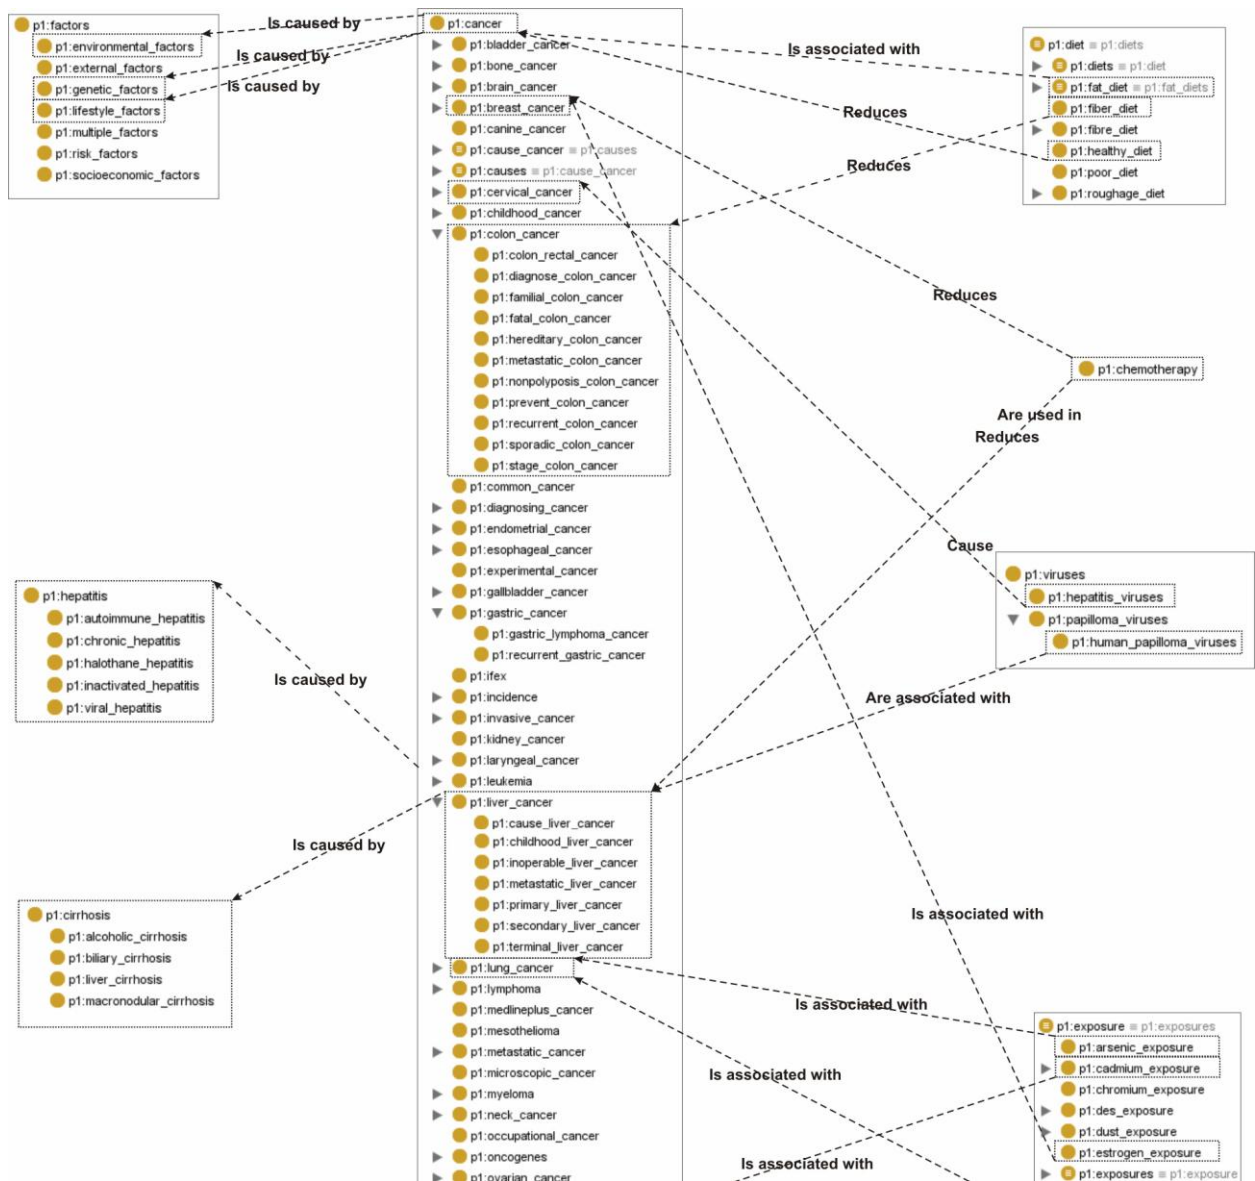 p1:factors
p1:environmental_factors
p1:external_factors
p1:genetic_factors
p1:lifestyle_factors
p1:multiple_factors
p1:risk_factors
p1:socioeconomic_factors
Is caused by
Is caused by
Is caused by
p1:hepatitis
p1:autoimmune_hepatitis
p1:chronic_hepatitis
p1:halothane_hepatitis
p1:inactivated_hepatitis
p1:viral_hepatitis
Is caused by
Is caused by
p1:cirrhosis
p1:alcoholic_cirrhosis
p1:biliary_cirrhosis
p1:liver_cirrhosis
p1:macronodular_cirrhosis
p1:cancer
p1:bladder_cancer
p1:bone_cancer
p1:brain_cancer
p1:breast_cancer
p1:canine_cancer
p1:cause_cancer ≡ p1:causes
p1:causes ≡ p1:cause_cancer
p1:cervical_cancer
p1:childhood_cancer
p1:colon_cancer
p1:colon_rectal_cancer
p1:diagnose_colon_cancer
p1:familial_colon_cancer
p1:fatal_colon_cancer
p1:hereditary_colon_cancer
p1:metastatic_colon_cancer
p1:nonpolyposis_colon_cancer
p1:prevent_colon_cancer
p1:recurrent_colon_cancer
p1:sporadic_colon_cancer
p1:stage_colon_cancer
p1:common_cancer
p1:diagnosing_cancer
p1:endometrial_cancer
p1:esophageal_cancer
p1:experimental_cancer
p1:gallbladder_cancer
p1:gastric_cancer
p1:gastric_lymphoma_cancer
p1:recurrent_gastric_cancer
p1:ifex
p1:incidence
p1:invasive_cancer
p1:kidney_cancer
p1:laryngeal_cancer
p1:leukemia
p1:liver_cancer
p1:cause_liver_cancer
p1:childhood_liver_cancer
p1:inoperable_liver_cancer
p1:metastatic_liver_cancer
p1:primary_liver_cancer
p1:secondary_liver_cancer
p1:terminal_liver_cancer
p1:lung_cancer
p1:lymphoma
p1:medlineplus_cancer
p1:mesothelioma
p1:metastatic_cancer
p1:microscopic_cancer
p1:myeloma
p1:neck_cancer
p1:occupational_cancer
p1:oncogenes
p1:ovarian_cancer
Is associated with
Reduces
Reduces
Reduces
Are used in
Reduces
Cause
Are associated with
Is associated with
Is associated with
Is associated with
Is associated with
p1:diet ≡ p1:diets
p1:diets ≡ p1:diet
p1:fat_diet ≡ p1:fat_diets
p1:fiber_diet
p1:fibre_diet
p1:healthy_diet
p1:poor_diet
p1:roughage_diet
p1:chemotherapy
p1:viruses
p1:hepatitis_viruses
p1:papilloma_viruses
p1:human_papilloma_viruses
p1:exposure ≡ p1:exposures
p1:arsenic_exposure
p1:cadmium_exposure
p1:chromium_exposure
p1:des_exposure
p1:dust_exposure
p1:estrogen_exposure
p1:exposures ≡ p1:exposure